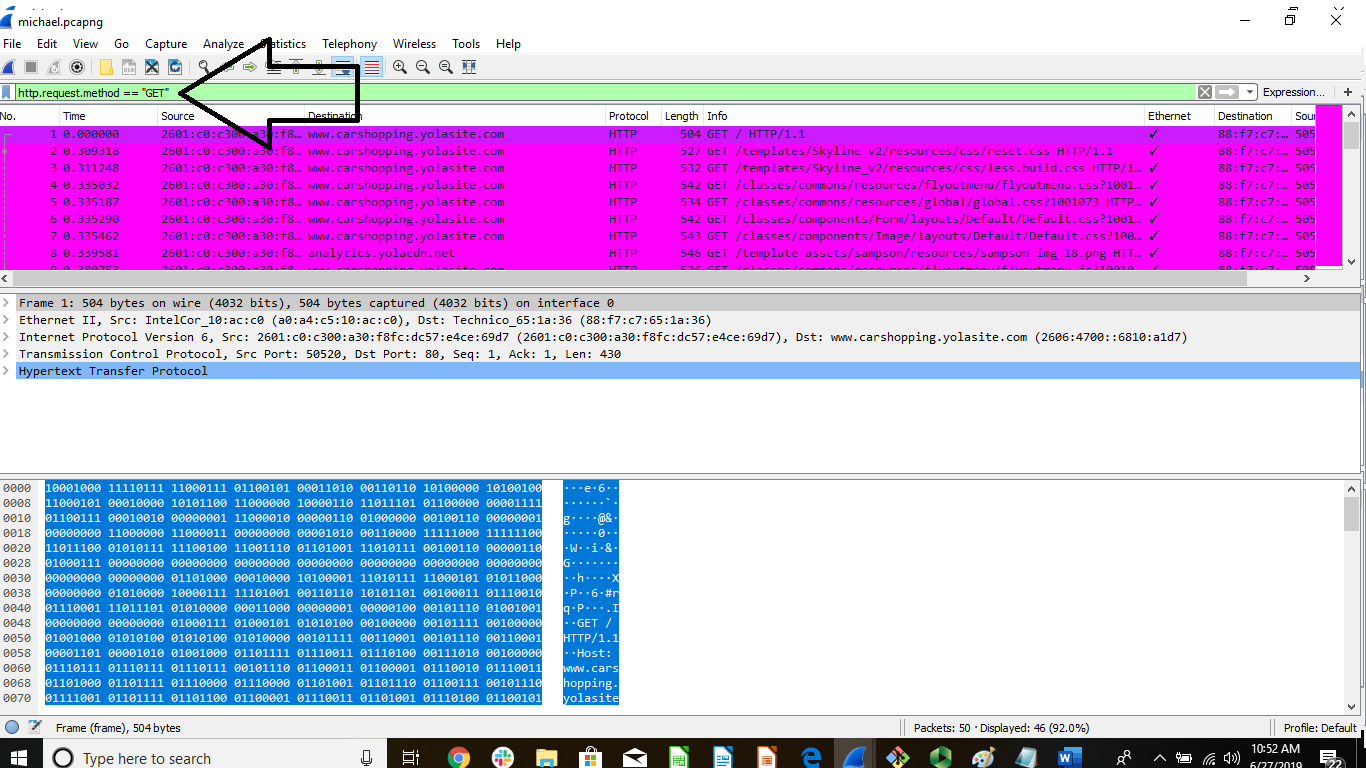 michael.pcapng
File Edit View Go Capture Analyze Statistics Telephony Wireless Tools Help
http.request.method == "GET" Expression... +
No. Time Source Destination Protocol Length Info Ethernet Destination Sour
1 0.000000 2601:c0:c300:a30:f8… www.carshopping.yolasite.com HTTP 504 GET / HTTP/1.1 ✓ 88:f7:c7:… 505
2 0.309318 2601:c0:c300:a30:f8… www.carshopping.yolasite.com HTTP 527 GET /templates/Skyline_v2/resources/css/reset.css HTTP/1.1 ✓ 88:f7:c7:… 505
3 0.311248 2601:c0:c300:a30:f8… www.carshopping.yolasite.com HTTP 532 GET /templates/Skyline_v2/resources/css/less.build.css HTTP/1… ✓ 88:f7:c7:… 505
4 0.335032 2601:c0:c300:a30:f8… www.carshopping.yolasite.com HTTP 542 GET /classes/commons/resources/flyoutmenu/flyoutmenu.css?1001… ✓ 88:f7:c7:… 505
5 0.335187 2601:c0:c300:a30:f8… www.carshopping.yolasite.com HTTP 534 GET /classes/commons/resources/global/global.css?1001073 HTTP… ✓ 88:f7:c7:… 505
6 0.335290 2601:c0:c300:a30:f8… www.carshopping.yolasite.com HTTP 542 GET /classes/components/Form/layouts/Default/Default.css?1001… ✓ 88:f7:c7:… 505
7 0.335462 2601:c0:c300:a30:f8… www.carshopping.yolasite.com HTTP 543 GET /classes/components/Image/layouts/Default/Default.css?100… ✓ 88:f7:c7:… 505
8 0.339581 2601:c0:c300:a30:f8… analytics.yolacdn.net HTTP 546 GET /template_assets/sampson/resources/sampson_img_18.png HTT… ✓ 88:f7:c7:… 505
Frame 1: 504 bytes on wire (4032 bits), 504 bytes captured (4032 bits) on interface 0
Ethernet II, Src: IntelCor_10:ac:c0 (a0:a4:c5:10:ac:c0), Dst: Technico_65:1a:36 (88:f7:c7:65:1a:36)
Internet Protocol Version 6, Src: 2601:c0:c300:a30:f8fc:dc57:e4ce:69d7 (2601:c0:c300:a30:f8fc:dc57:e4ce:69d7), Dst: www.carshopping.yolasite.com (2606:4700::6810:a1d7)
Transmission Control Protocol, Src Port: 50520, Dst Port: 80, Seq: 1, Ack: 1, Len: 430
Hypertext Transfer Protocol
0000 10001000 11110111 11000111 01100101 00011010 00110110 10100000 10100100 ···e·6··
0008 11000101 00010000 10101100 11000000 10000110 11011101 01100000 00001111 ······`·
0010 01100111 00010010 00000001 11000010 00000110 01000000 00100110 00000001 g····@&·
0018 00000000 11000000 11000011 00000000 00001010 00110000 11111000 11111100 ·····0··
0020 11011100 01010111 11100100 11001110 01101001 11010111 00100110 00000110 ·W··i·&·
0028 01000111 00000000 00000000 00000000 00000000 00000000 00000000 00000000 G·······
0030 00000000 00000000 01101000 00010000 10100001 11010111 11000101 01011000 ··h····X
0038 00000000 01010000 10000111 11101001 00110110 10101101 00100011 01110010 ·P··6·#r
0040 01110001 11011101 01010000 00011000 00000001 00000100 00101110 01001001 q·P···.I
0048 00000000 00000000 01000111 01000101 01010100 00100000 00101111 00100000 ··GET /
0050 01001000 01010100 01010100 01010000 00101111 00110001 00101110 00110001 HTTP/1.1
0058 00001101 00001010 01001000 01101111 01110011 01110100 00111010 00100000 ··Host:
0060 01110111 01110111 01110111 00101110 01100011 01100001 01110010 01110011 www.cars
0068 01101000 01101111 01110000 01110000 01101001 01101110 01100111 00101110 hopping.
0070 01111001 01101111 01101100 01100001 01110011 01101001 01110100 01100101 yolasite
Frame (frame), 504 bytes Packets: 50 · Displayed: 46 (92.0%) Profile: Default
Type here to search 10:52 AM
6/27/2019 22